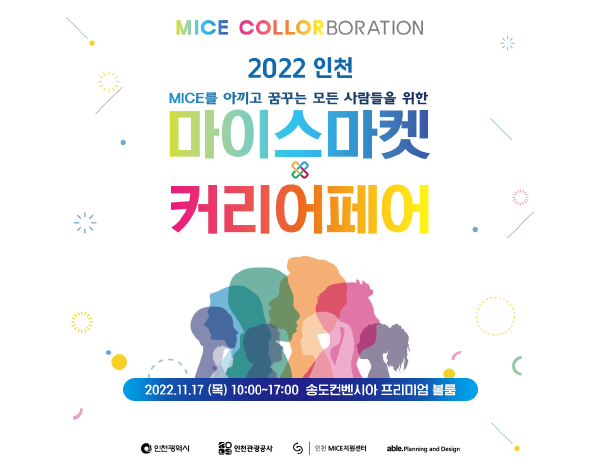 MICE COLLORBORATION
2022 인천
MICE를 아끼고 꿈꾸는 모든 사람들을 위한
마이스마켓
커리어페어
2022.11.17 (목) 10:00~17:00 송도컨벤시아 프리미엄 볼룸
인천광역시 인천관광공사 인천 MICE지원센터 able.Planning and Design